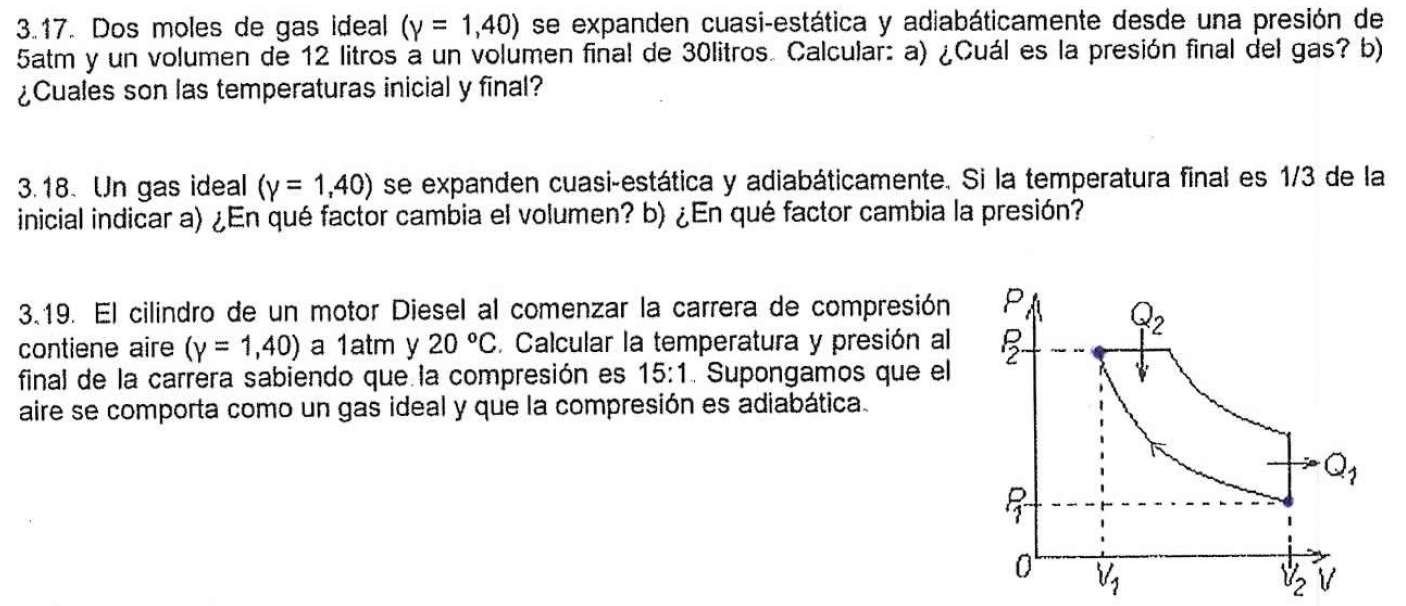 3.17. Dos moles de gas ideal (γ = 1,40) se expanden cuasi-estática y adiabáticamente desde una presión de
5atm y un volumen de 12 litros a un volumen final de 30litros. Calcular: a) ¿Cuál es la presión final del gas? b)
¿Cuales son las temperaturas inicial y final?
3.18. Un gas ideal (γ = 1,40) se expanden cuasi-estática y adiabáticamente. Si la temperatura final es 1/3 de la
inicial indicar a) ¿En qué factor cambia el volumen? b) ¿En qué factor cambia la presión?
3.19. El cilindro de un motor Diesel al comenzar la carrera de compresión
contiene aire (γ = 1,40) a 1atm y 20 ºC. Calcular la temperatura y presión al
final de la carrera sabiendo que la compresión es 15:1. Supongamos que el
aire se comporta como un gas ideal y que la compresión es adiabática.
P
Q₂
P₂
Q₁
P₁
0
V₁
V₂
V